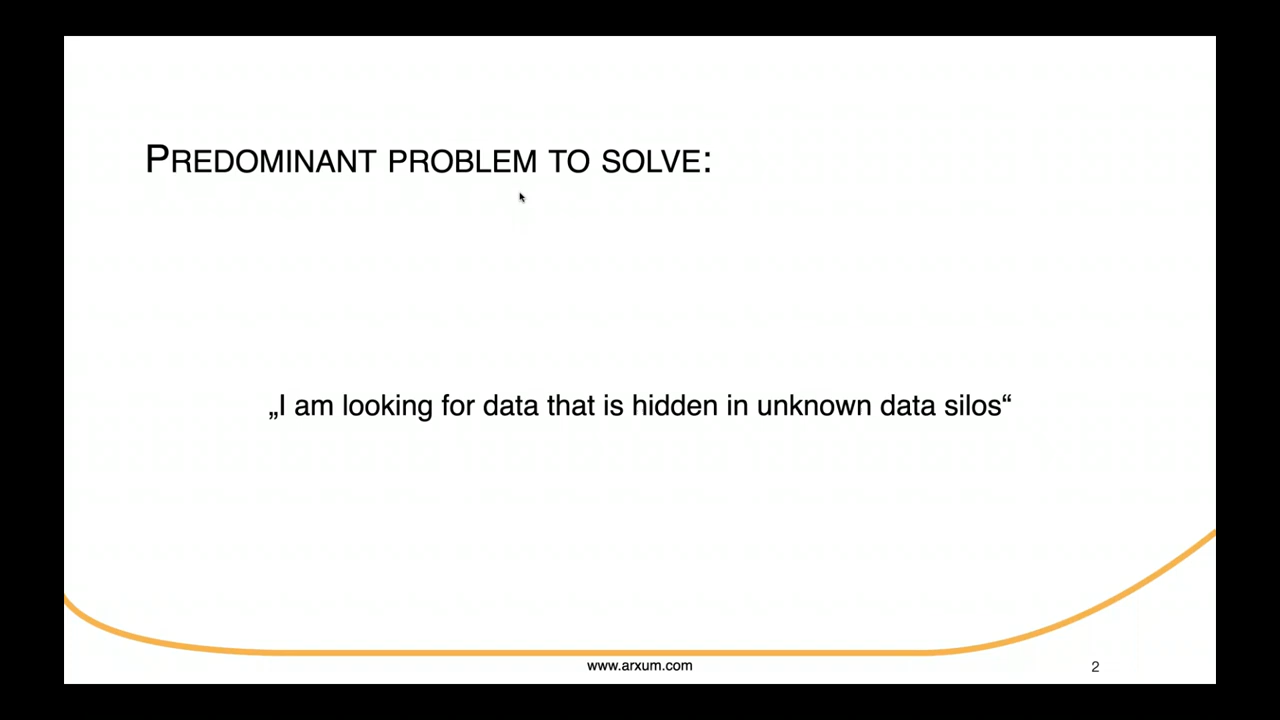 PREDOMINANT PROBLEM TO SOLVE:
„I am looking for data that is hidden in unknown data silos“
www.arxum.com
2